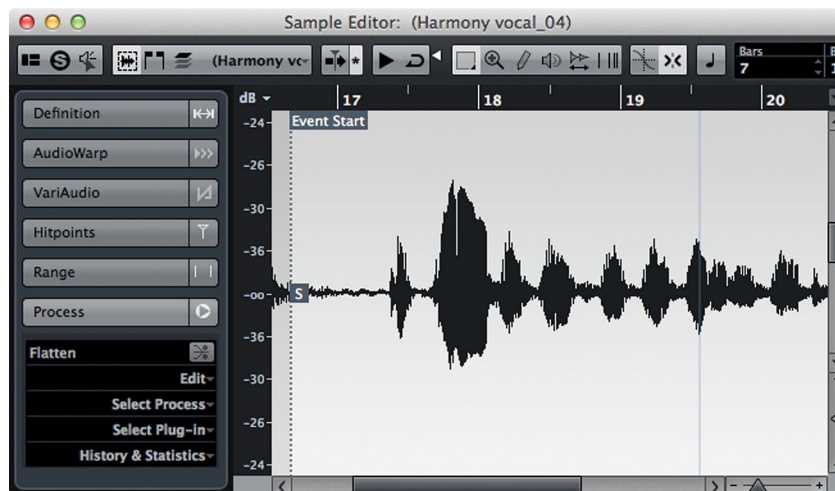 Sample Editor: (Harmony vocal_04)
(Harmony vc
Bars
7
Definition
AudioWarp
VariAudio
Hitpoints
Range
Process
Flatten
Edit
Select Process
Select Plug-in
History & Statistics
dB
17
18
19
20
Event Start
-24
-26
-30
-36
-oo
-36
-30
-26
-24
S